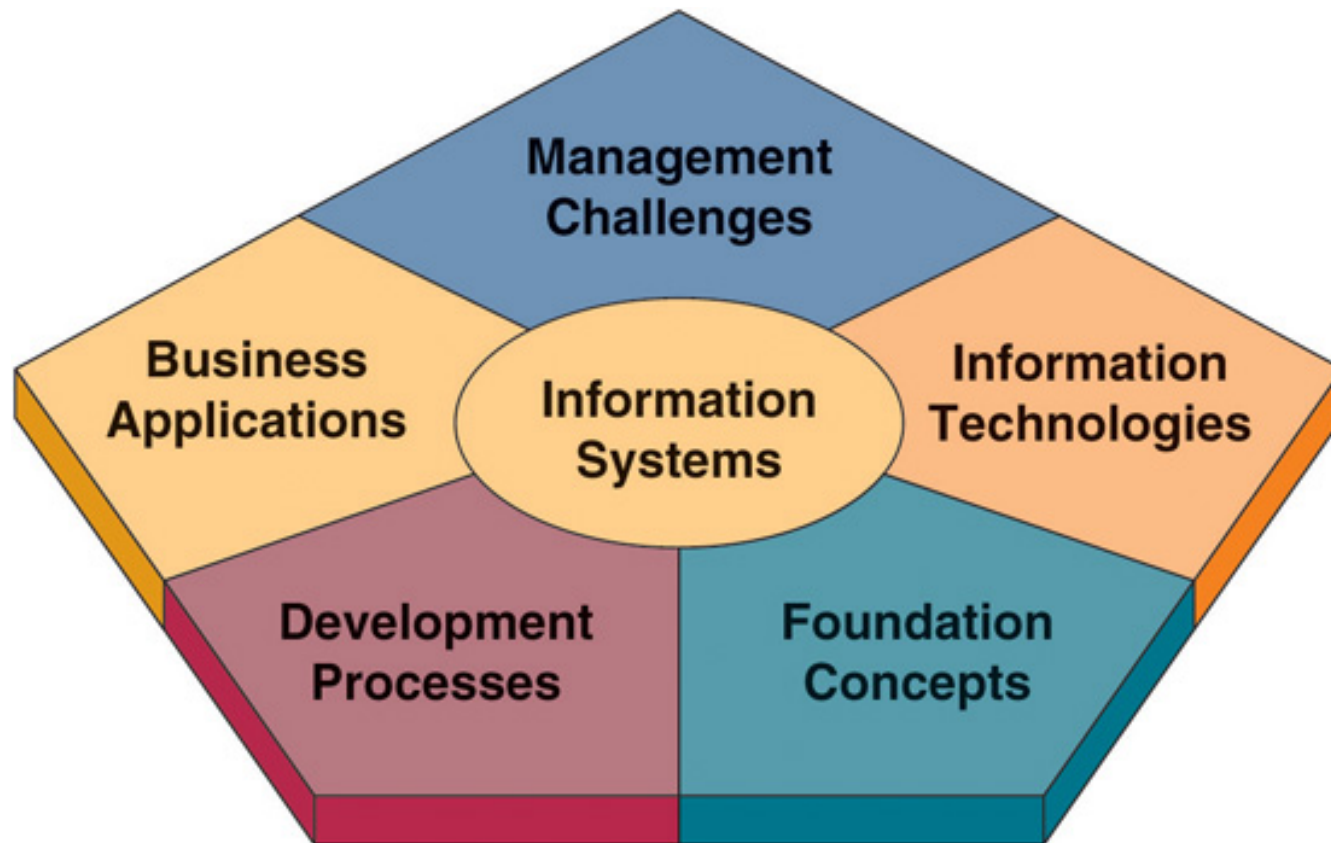 Management
Challenges
Business
Applications
Information
Systems
Information
Technologies
Development
Processes
Foundation
Concepts